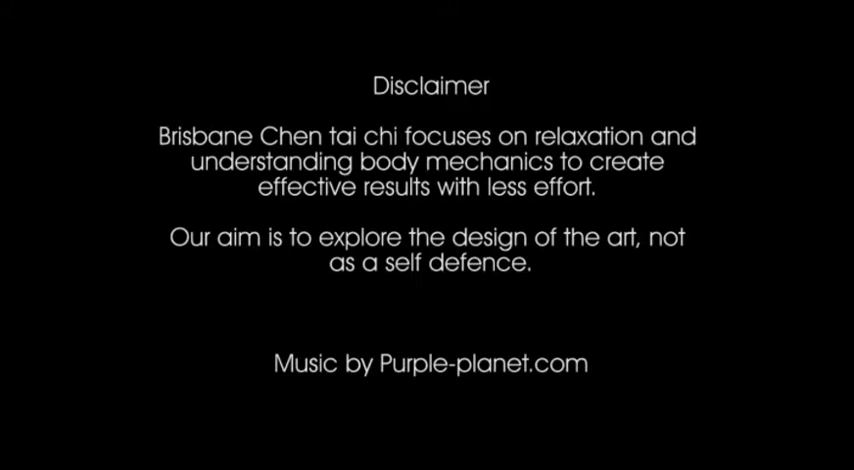 Disclaimer
Brisbane Chen tai chi focuses on relaxation and
understanding body mechanics to create
effective results with less effort.
Our aim is to explore the design of the art, not
as a self defence.
Music by Purple-planet.com